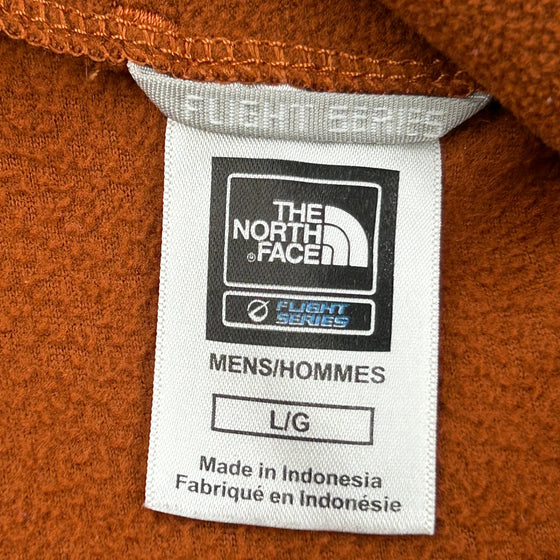 FLIGHT SERIES
THE
NORTH
FACE
®
FLIGHT
SERIES
MENS/HOMMES
L/G
Made in Indonesia
Fabriqué en Indonésie